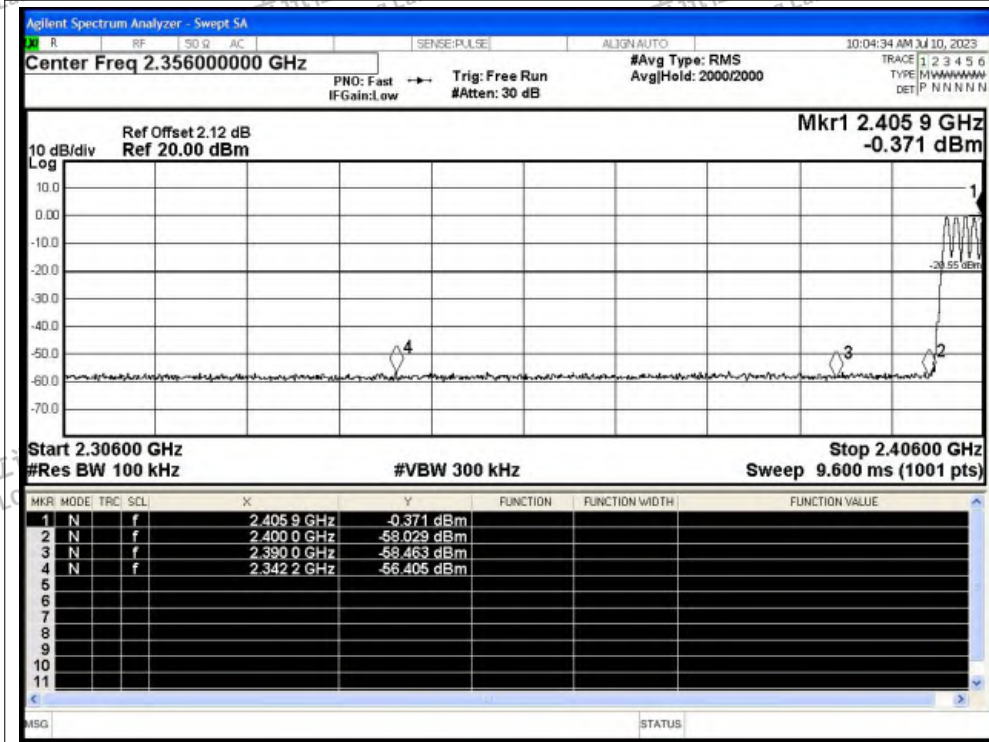 Agilent Spectrum Analyzer - Swept SA
R RF 50 Ω AC SENSE:PULSE ALIGN AUTO 10:04:34 AM Jul 10, 2023
Center Freq 2.356000000 GHz #Avg Type: RMS TRACE 1 2 3 4 5 6
PNO: Fast Trig: Free Run Avg|Hold: 2000/2000 TYPE M WWWWW
IFGain:Low #Atten: 30 dB DET P N N N N N
Mkr1 2.405 9 GHz
Ref Offset 2.12 dB
10 dB/div Ref 20.00 dBm -0.371 dBm
Log
10.0
1
0.00
-10.0
-20.0
-20.55 dBm
-30.0
-40.0
-50.0
4
3
2
-60.0
-70.0
Start 2.30600 GHz Stop 2.40600 GHz
#Res BW 100 kHz #VBW 300 kHz Sweep 9.600 ms (1001 pts)
MKR MODE TRC SCL X Y FUNCTION FUNCTION WIDTH FUNCTION VALUE
1 N f 2.405 9 GHz -0.371 dBm
2 N f 2.400 0 GHz -58.029 dBm
3 N f 2.390 0 GHz -58.463 dBm
4 N f 2.342 2 GHz -56.405 dBm
5
6
7
8
9
10
11
MSG STATUS